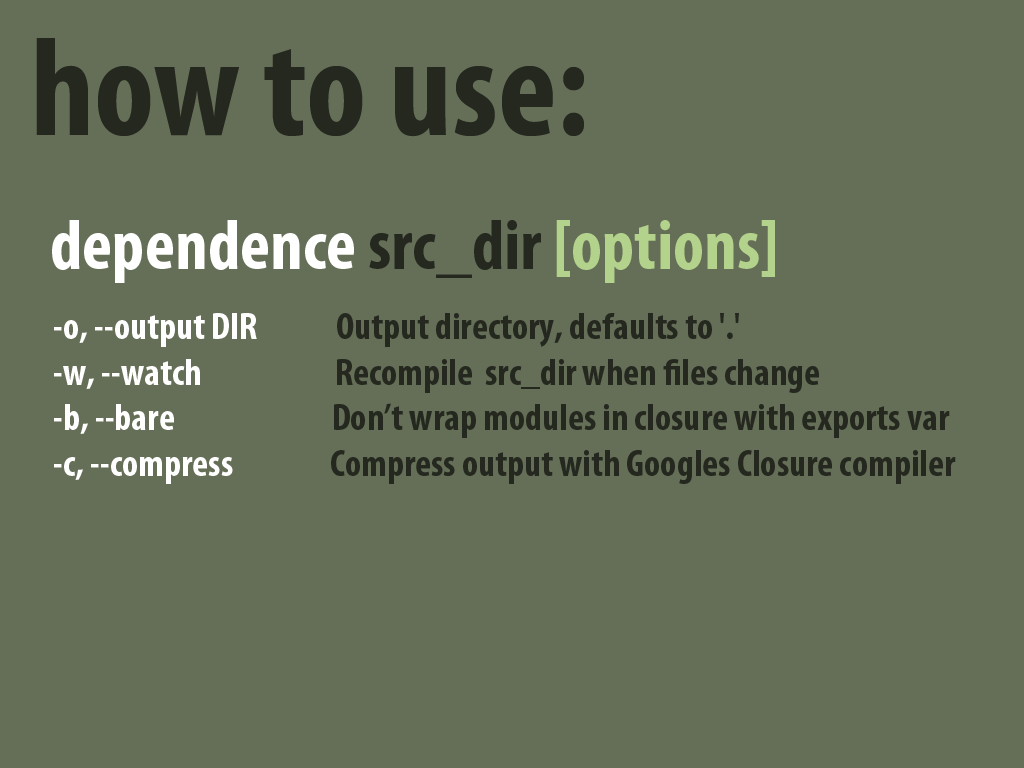 how to use:
dependence src_dir [options]
-o, --output DIR Output directory, defaults to '.'
-w, --watch Recompile src_dir when files change
-b, --bare Don’t wrap modules in closure with exports var
-c, --compress Compress output with Googles Closure compiler